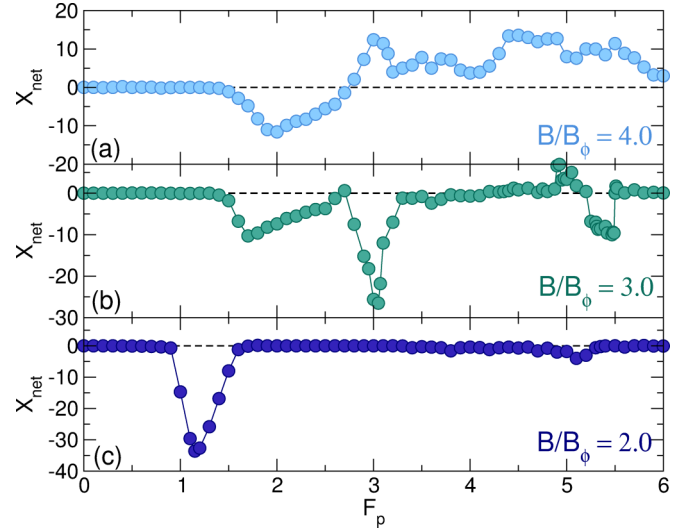 20
10
0
-10
X_net
(a)
B/B_ϕ = 4.0
20
0
-10
-20
-30
X_net
(b)
B/B_ϕ = 3.0
0
-10
-20
-30
-40
X_net
(c)
B/B_ϕ = 2.0
0 1 2 3 4 5 6
F_p